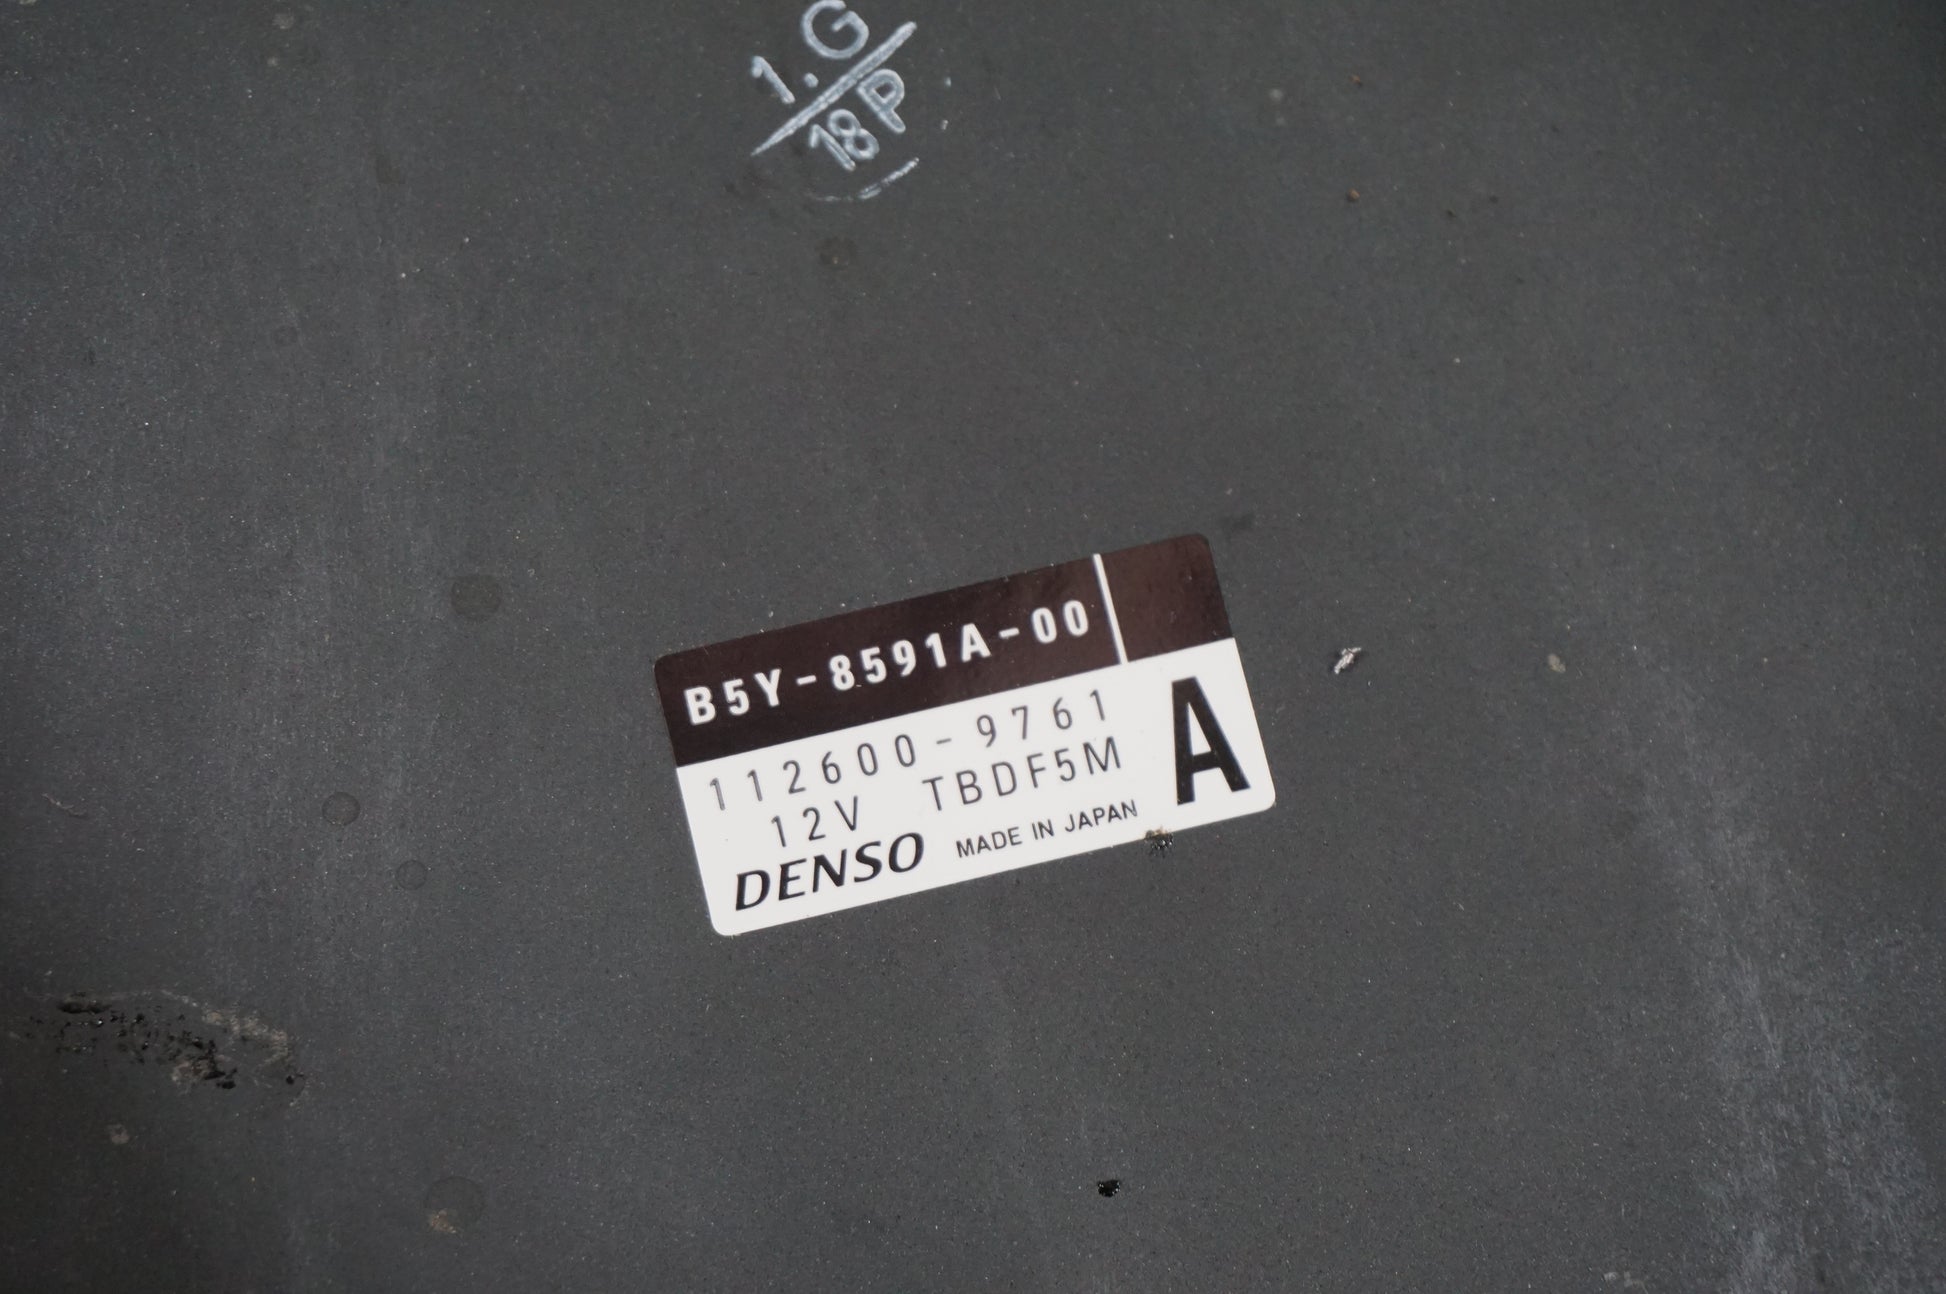 1.G
18P
B5Y-8591A-00
112600-9761
12V TBDF5M
A
DENSO MADE IN JAPAN